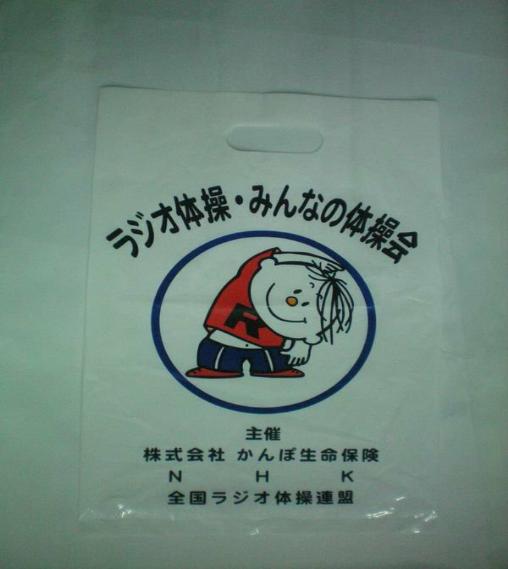 ラジオ体操・みんなの体操会
R
主催
株式会社 かんぽ生命保険
N H K
全国ラジオ体操連盟